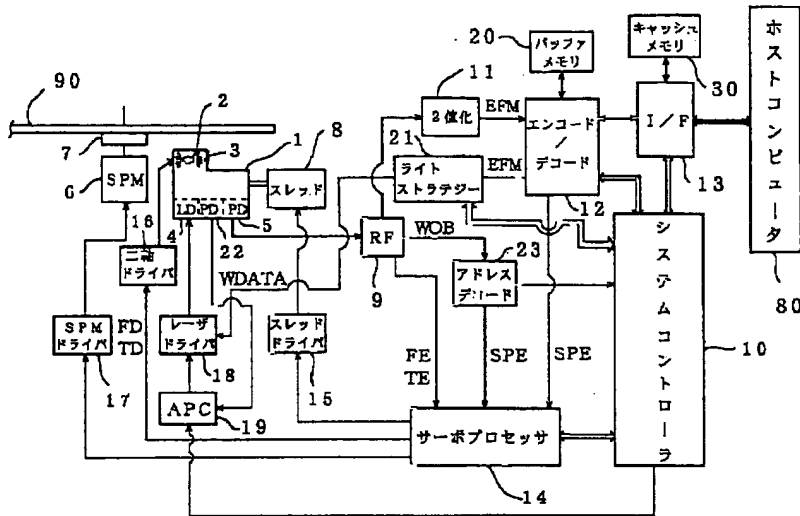 90
2
3
1
8
7
SPM
6
16
二軸
ドライバ
LD
PD
PD
4
22
5
スレッド
WDATA
SPM
ドライバ
17
FD
TD
レーザ
ドライバ
18
APC
19
スレッド
ドライバ
15
20
バッファ
メモリ
11
2値化
EFM
21
ライト
ストラテジー
EFM
エンコード
/
デコード
12
RF
9
WOB
23
アドレス
デコード
FE
TE
SPE
SPE
サーボプロセッサ
14
キャッシュ
メモリ
30
I/F
13
システムコントローラ
10
ホストコンピュータ
80